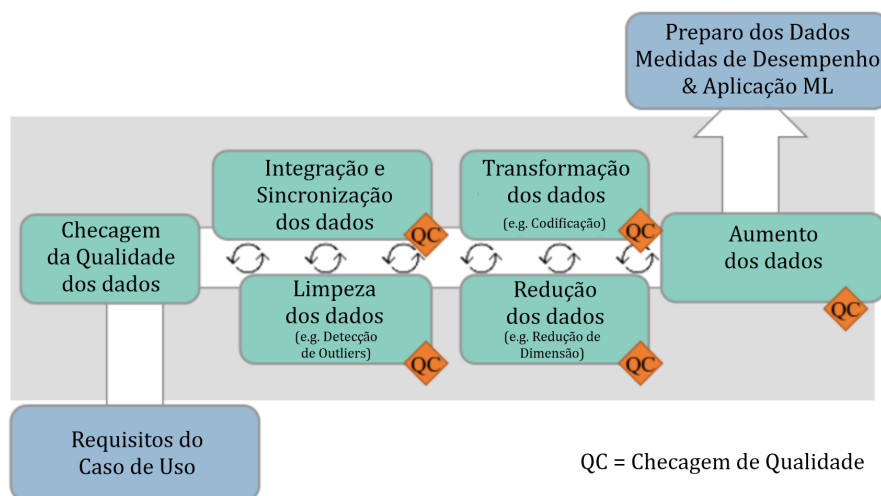 Preparo dos Dados
Medidas de Desempenho
& Aplicação ML
Integração e
Sincronização
dos dados
QC
Transformação
dos dados
(e.g. Codificação)
QC
Checagem
da Qualidade
dos dados
Aumento
dos dados
QC
Limpeza
dos dados
(e.g. Detecção
de Outliers)
QC
Redução
dos dados
(e.g. Redução de
Dimensão)
QC
Requisitos do
Caso de Uso
QC = Checagem de Qualidade